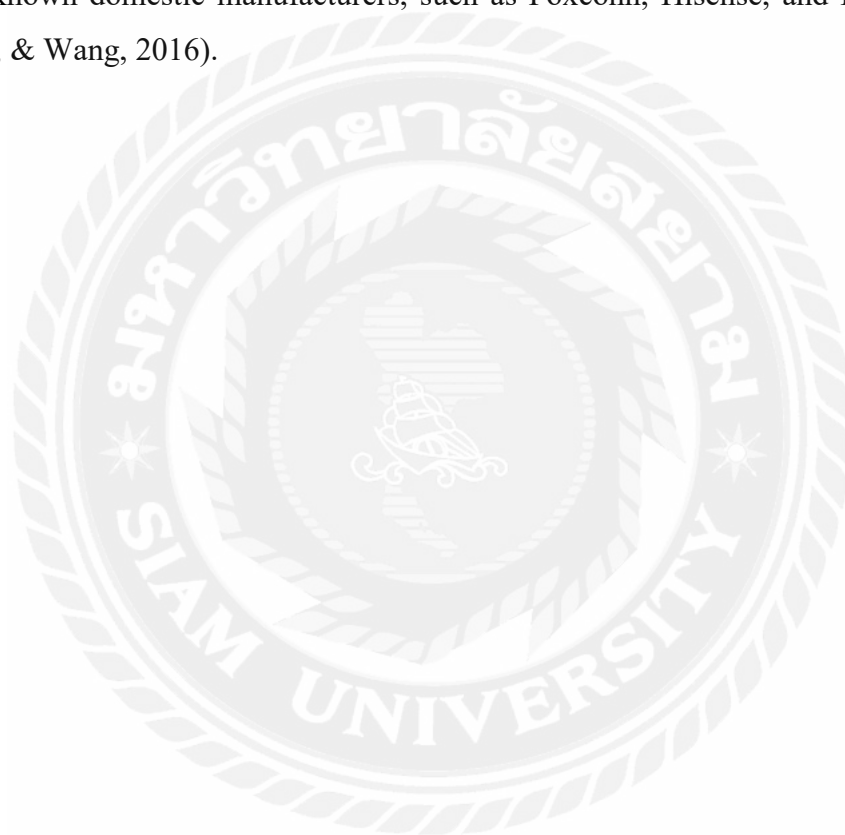 known domestic manufacturers, such as Foxconn, Hisense, and
& Wang, 2016).
มหาวิทยาลัยสยาม
SIAM UNIVERSITY